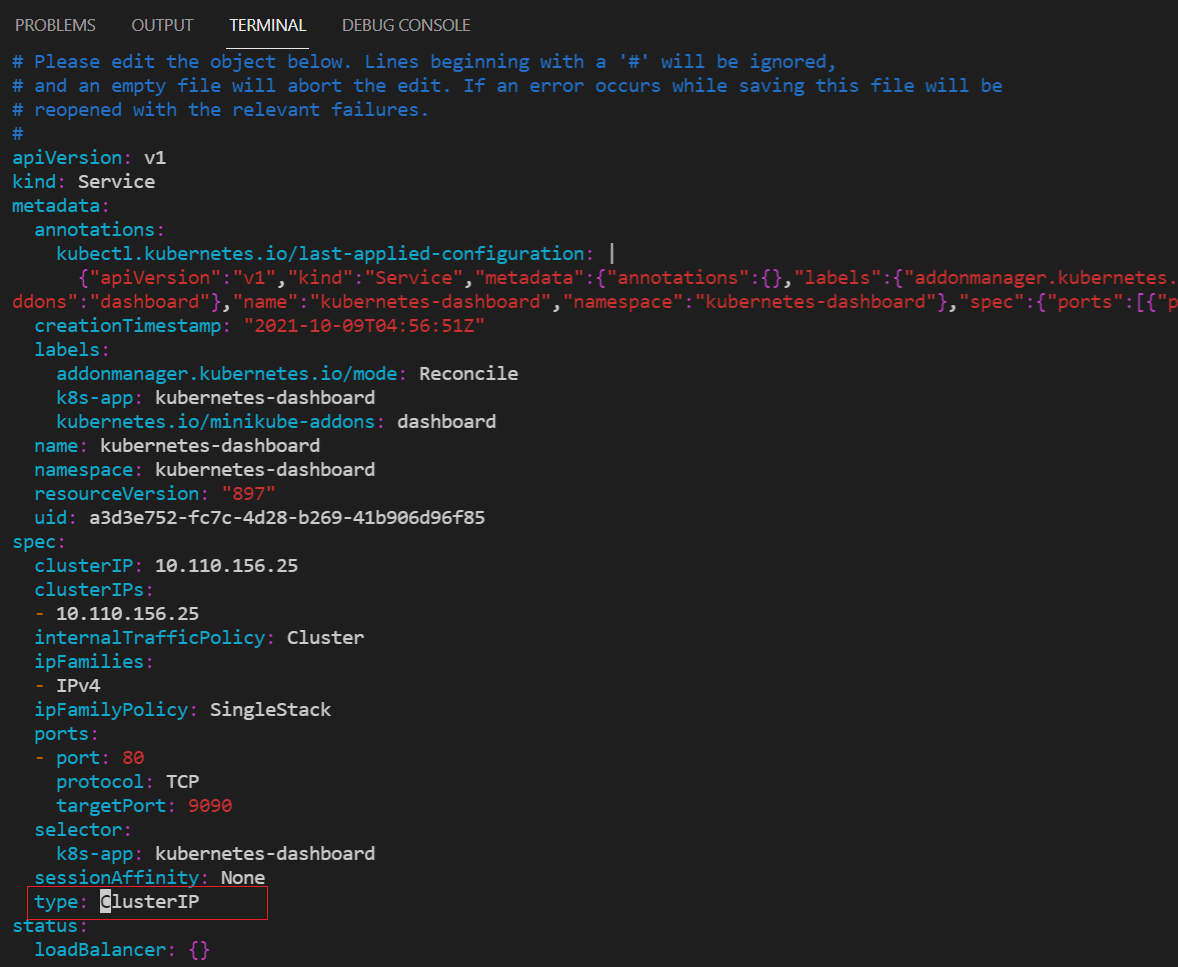 PROBLEMS OUTPUT TERMINAL DEBUG CONSOLE
# Please edit the object below. Lines beginning with a '#' will be ignored,
# and an empty file will abort the edit. If an error occurs while saving this file will be
# reopened with the relevant failures.
#
apiVersion: v1
kind: Service
metadata:
  annotations:
    kubectl.kubernetes.io/last-applied-configuration: |
      {"apiVersion":"v1","kind":"Service","metadata":{"annotations":{},"labels":{"addonmanager.kubernetes.
ddons":"dashboard"},"name":"kubernetes-dashboard","namespace":"kubernetes-dashboard"},"spec":{"ports":[{"p
  creationTimestamp: "2021-10-09T04:56:51Z"
  labels:
    addonmanager.kubernetes.io/mode: Reconcile
    k8s-app: kubernetes-dashboard
    kubernetes.io/minikube-addons: dashboard
  name: kubernetes-dashboard
  namespace: kubernetes-dashboard
  resourceVersion: "897"
  uid: a3d3e752-fc7c-4d28-b269-41b906d96f85
spec:
  clusterIP: 10.110.156.25
  clusterIPs:
  - 10.110.156.25
  internalTrafficPolicy: Cluster
  ipFamilies:
  - IPv4
  ipFamilyPolicy: SingleStack
  ports:
  - port: 80
    protocol: TCP
    targetPort: 9090
  selector:
    k8s-app: kubernetes-dashboard
  sessionAffinity: None
  type: ClusterIP
status:
  loadBalancer: {}